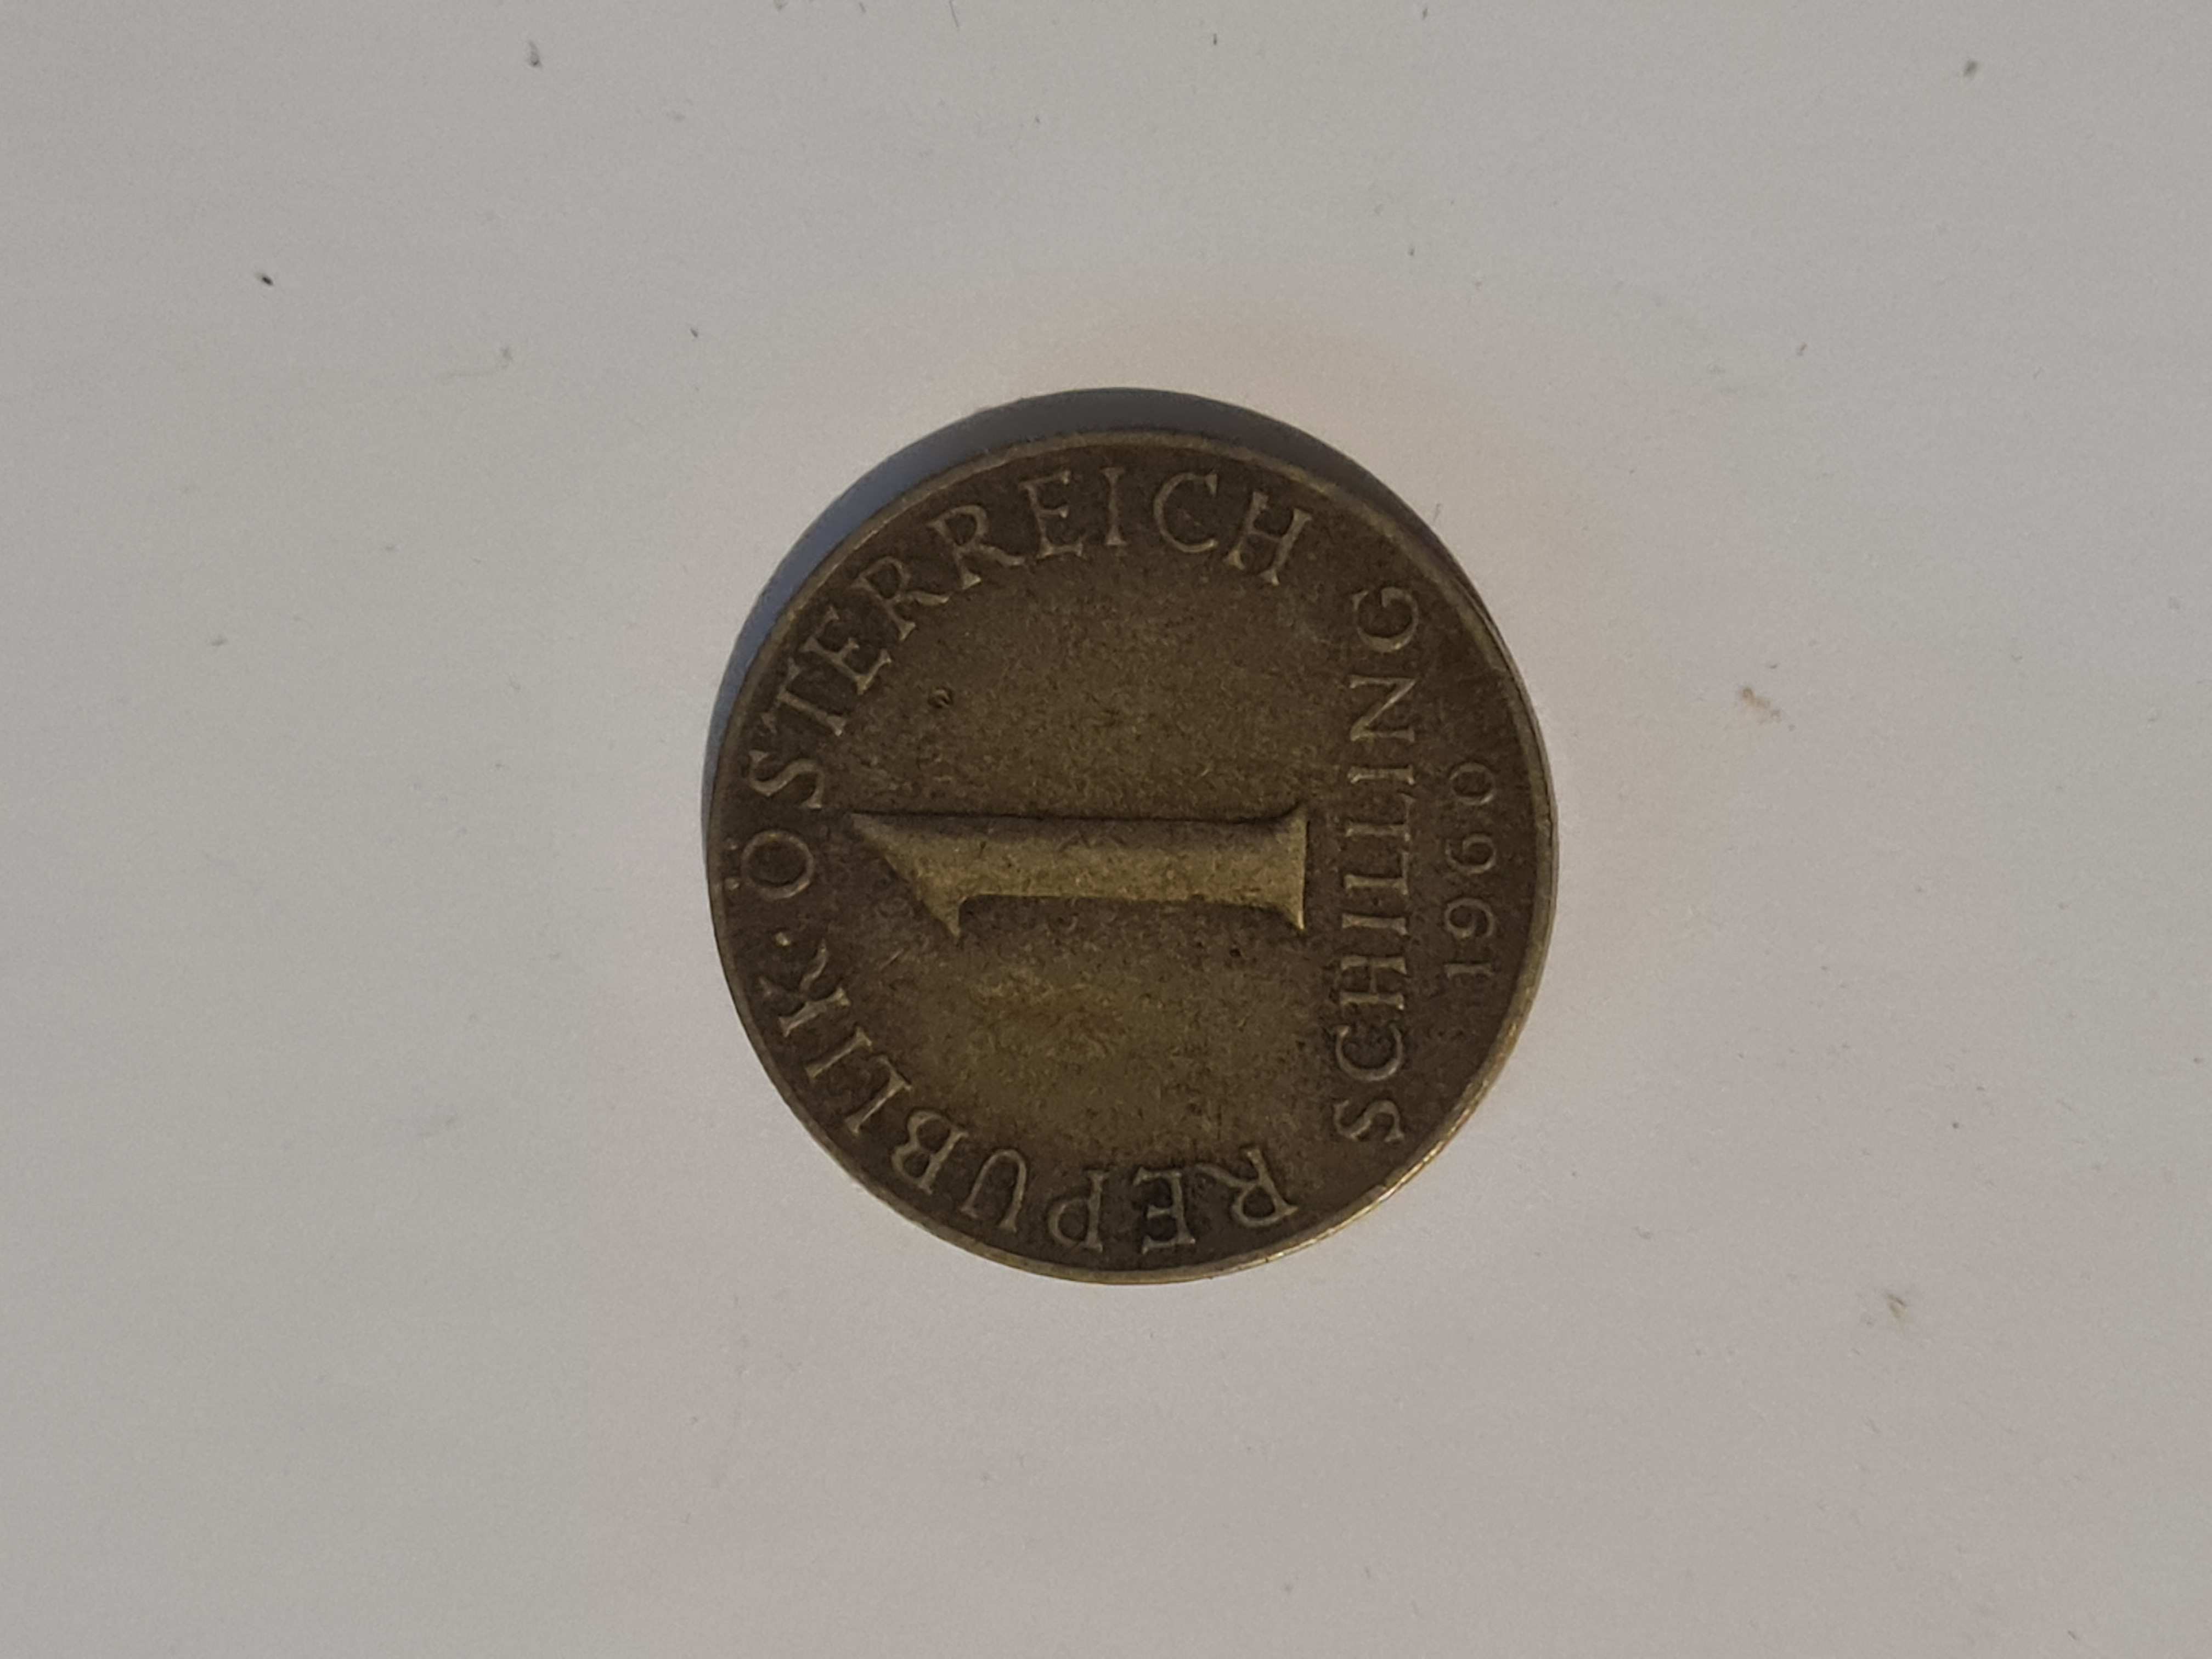 REPUBLIK · ÖSTERREICH
1
SCHILLING
1960